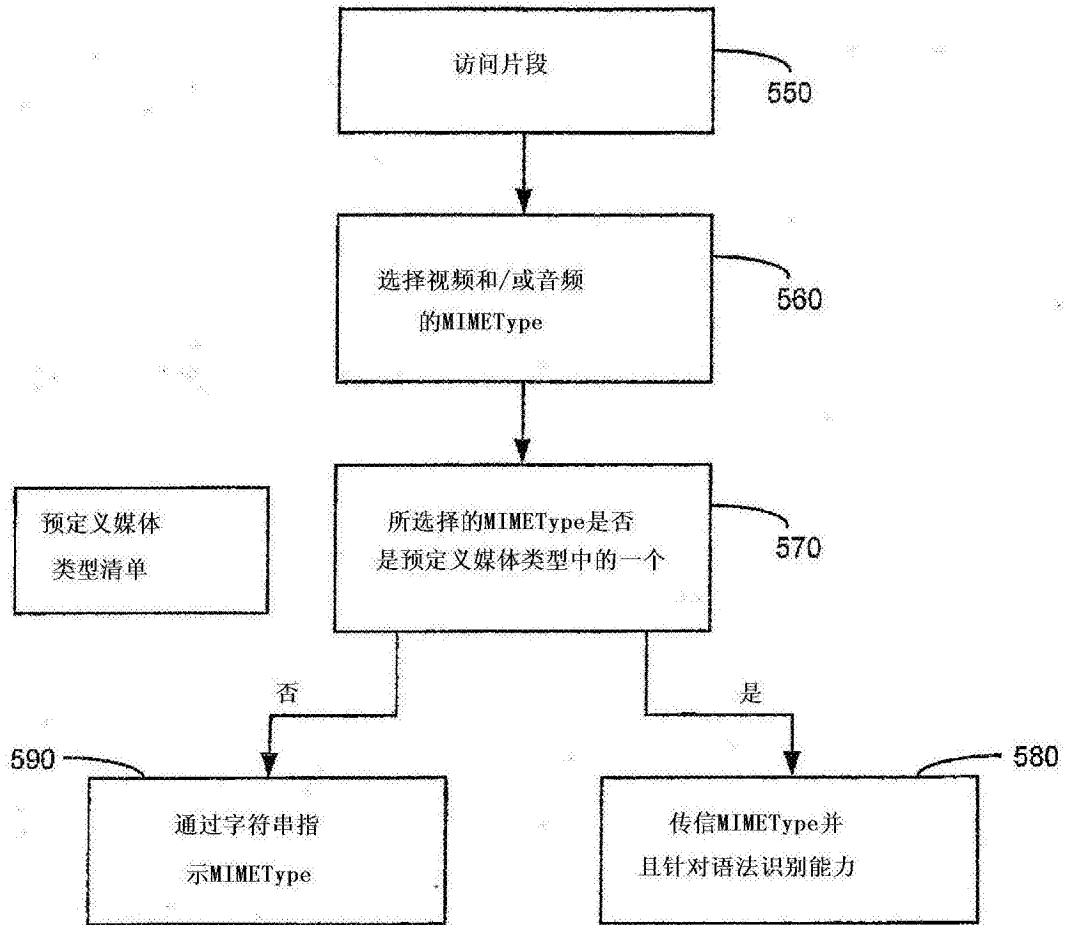 访问片段
550
选择视频和/或音频
的MIMEType
560
预定义媒体
类型清单
所选择的MIMEType是否
是预定义媒体类型中的一个
570
否
是
590
580
通过字符串指
示MIMEType
传信MIMEType并
且针对语法识别能力